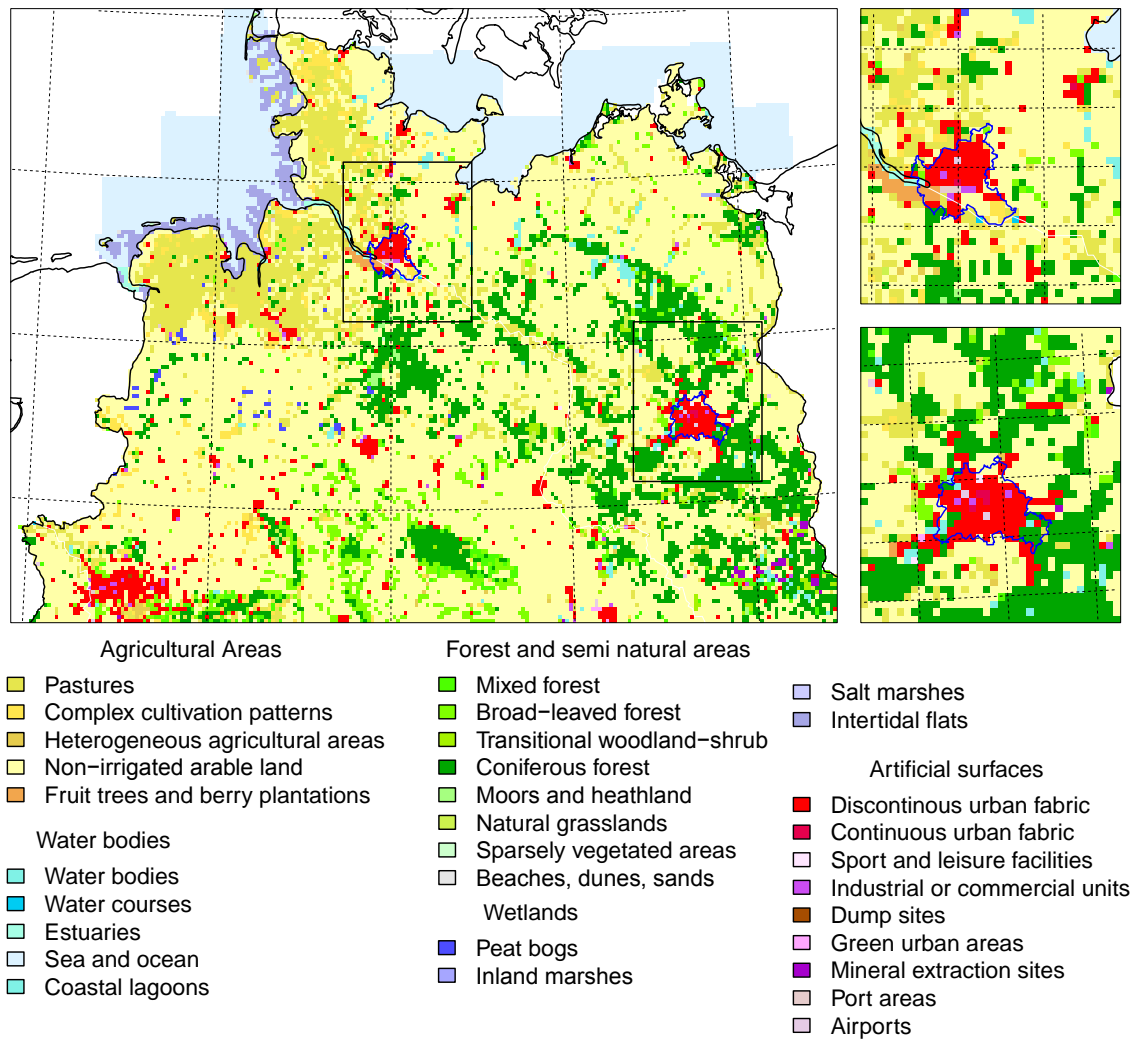 Agricultural Areas
Pastures
Complex cultivation patterns
Heterogeneous agricultural areas
Non−irrigated arable land
Fruit trees and berry plantations
Water bodies
Water bodies
Water courses
Estuaries
Sea and ocean
Coastal lagoons
Forest and semi natural areas
Mixed forest
Broad−leaved forest
Transitional woodland−shrub
Coniferous forest
Moors and heathland
Natural grasslands
Sparsely vegetated areas
Beaches, dunes, sands
Wetlands
Peat bogs
Inland marshes
Salt marshes
Intertidal flats
Artificial surfaces
Discontinous urban fabric
Continuous urban fabric
Sport and leisure facilities
Industrial or commercial units
Dump sites
Green urban areas
Mineral extraction sites
Port areas
Airports